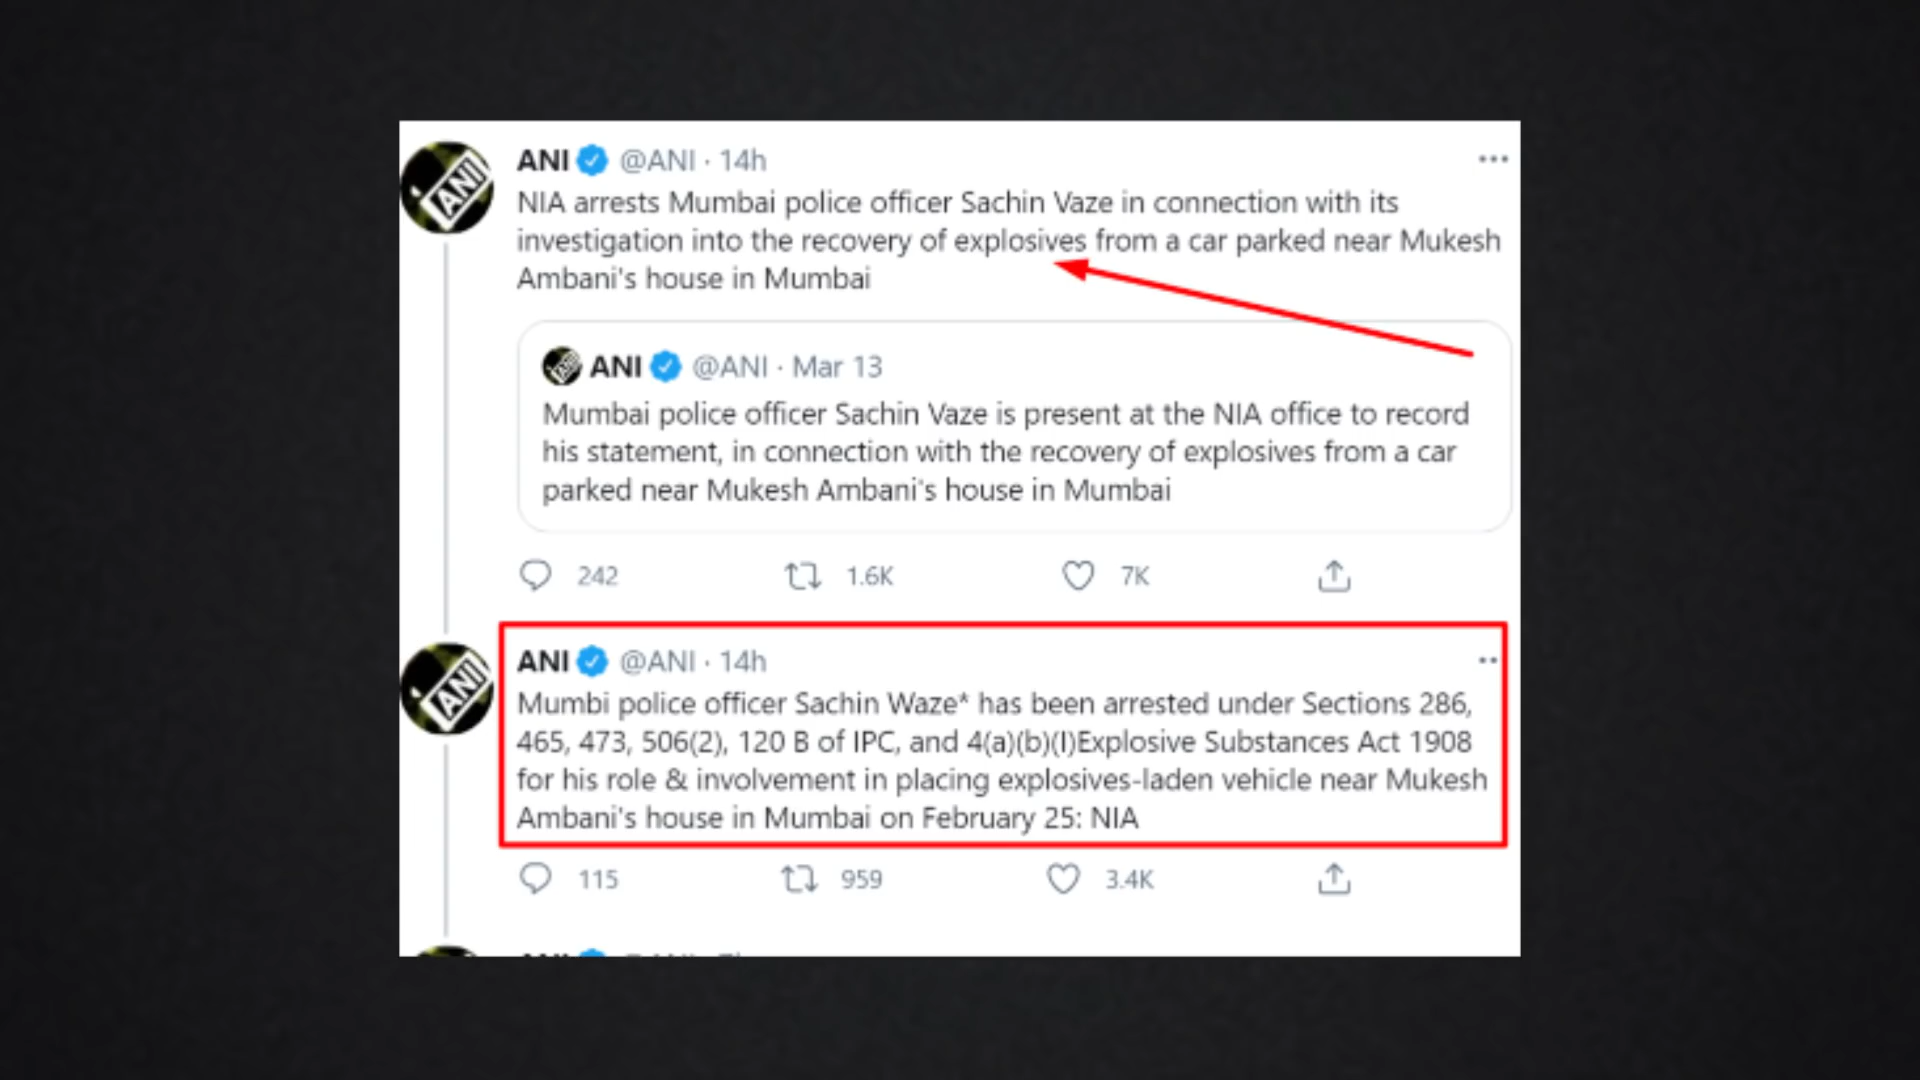 ANI @ANI · 14h
NIA arrests Mumbai police officer Sachin Vaze in connection with its
investigation into the recovery of explosives from a car parked near Mukesh
Ambani's house in Mumbai
ANI @ANI · Mar 13
Mumbai police officer Sachin Vaze is present at the NIA office to record
his statement, in connection with the recovery of explosives from a car
parked near Mukesh Ambani's house in Mumbai
242 1.6K 7K
ANI @ANI · 14h
Mumbi police officer Sachin Waze* has been arrested under Sections 286,
465, 473, 506(2), 120 B of IPC, and 4(a)(b)(I)Explosive Substances Act 1908
for his role & involvement in placing explosives-laden vehicle near Mukesh
Ambani's house in Mumbai on February 25: NIA
115 959 3.4K